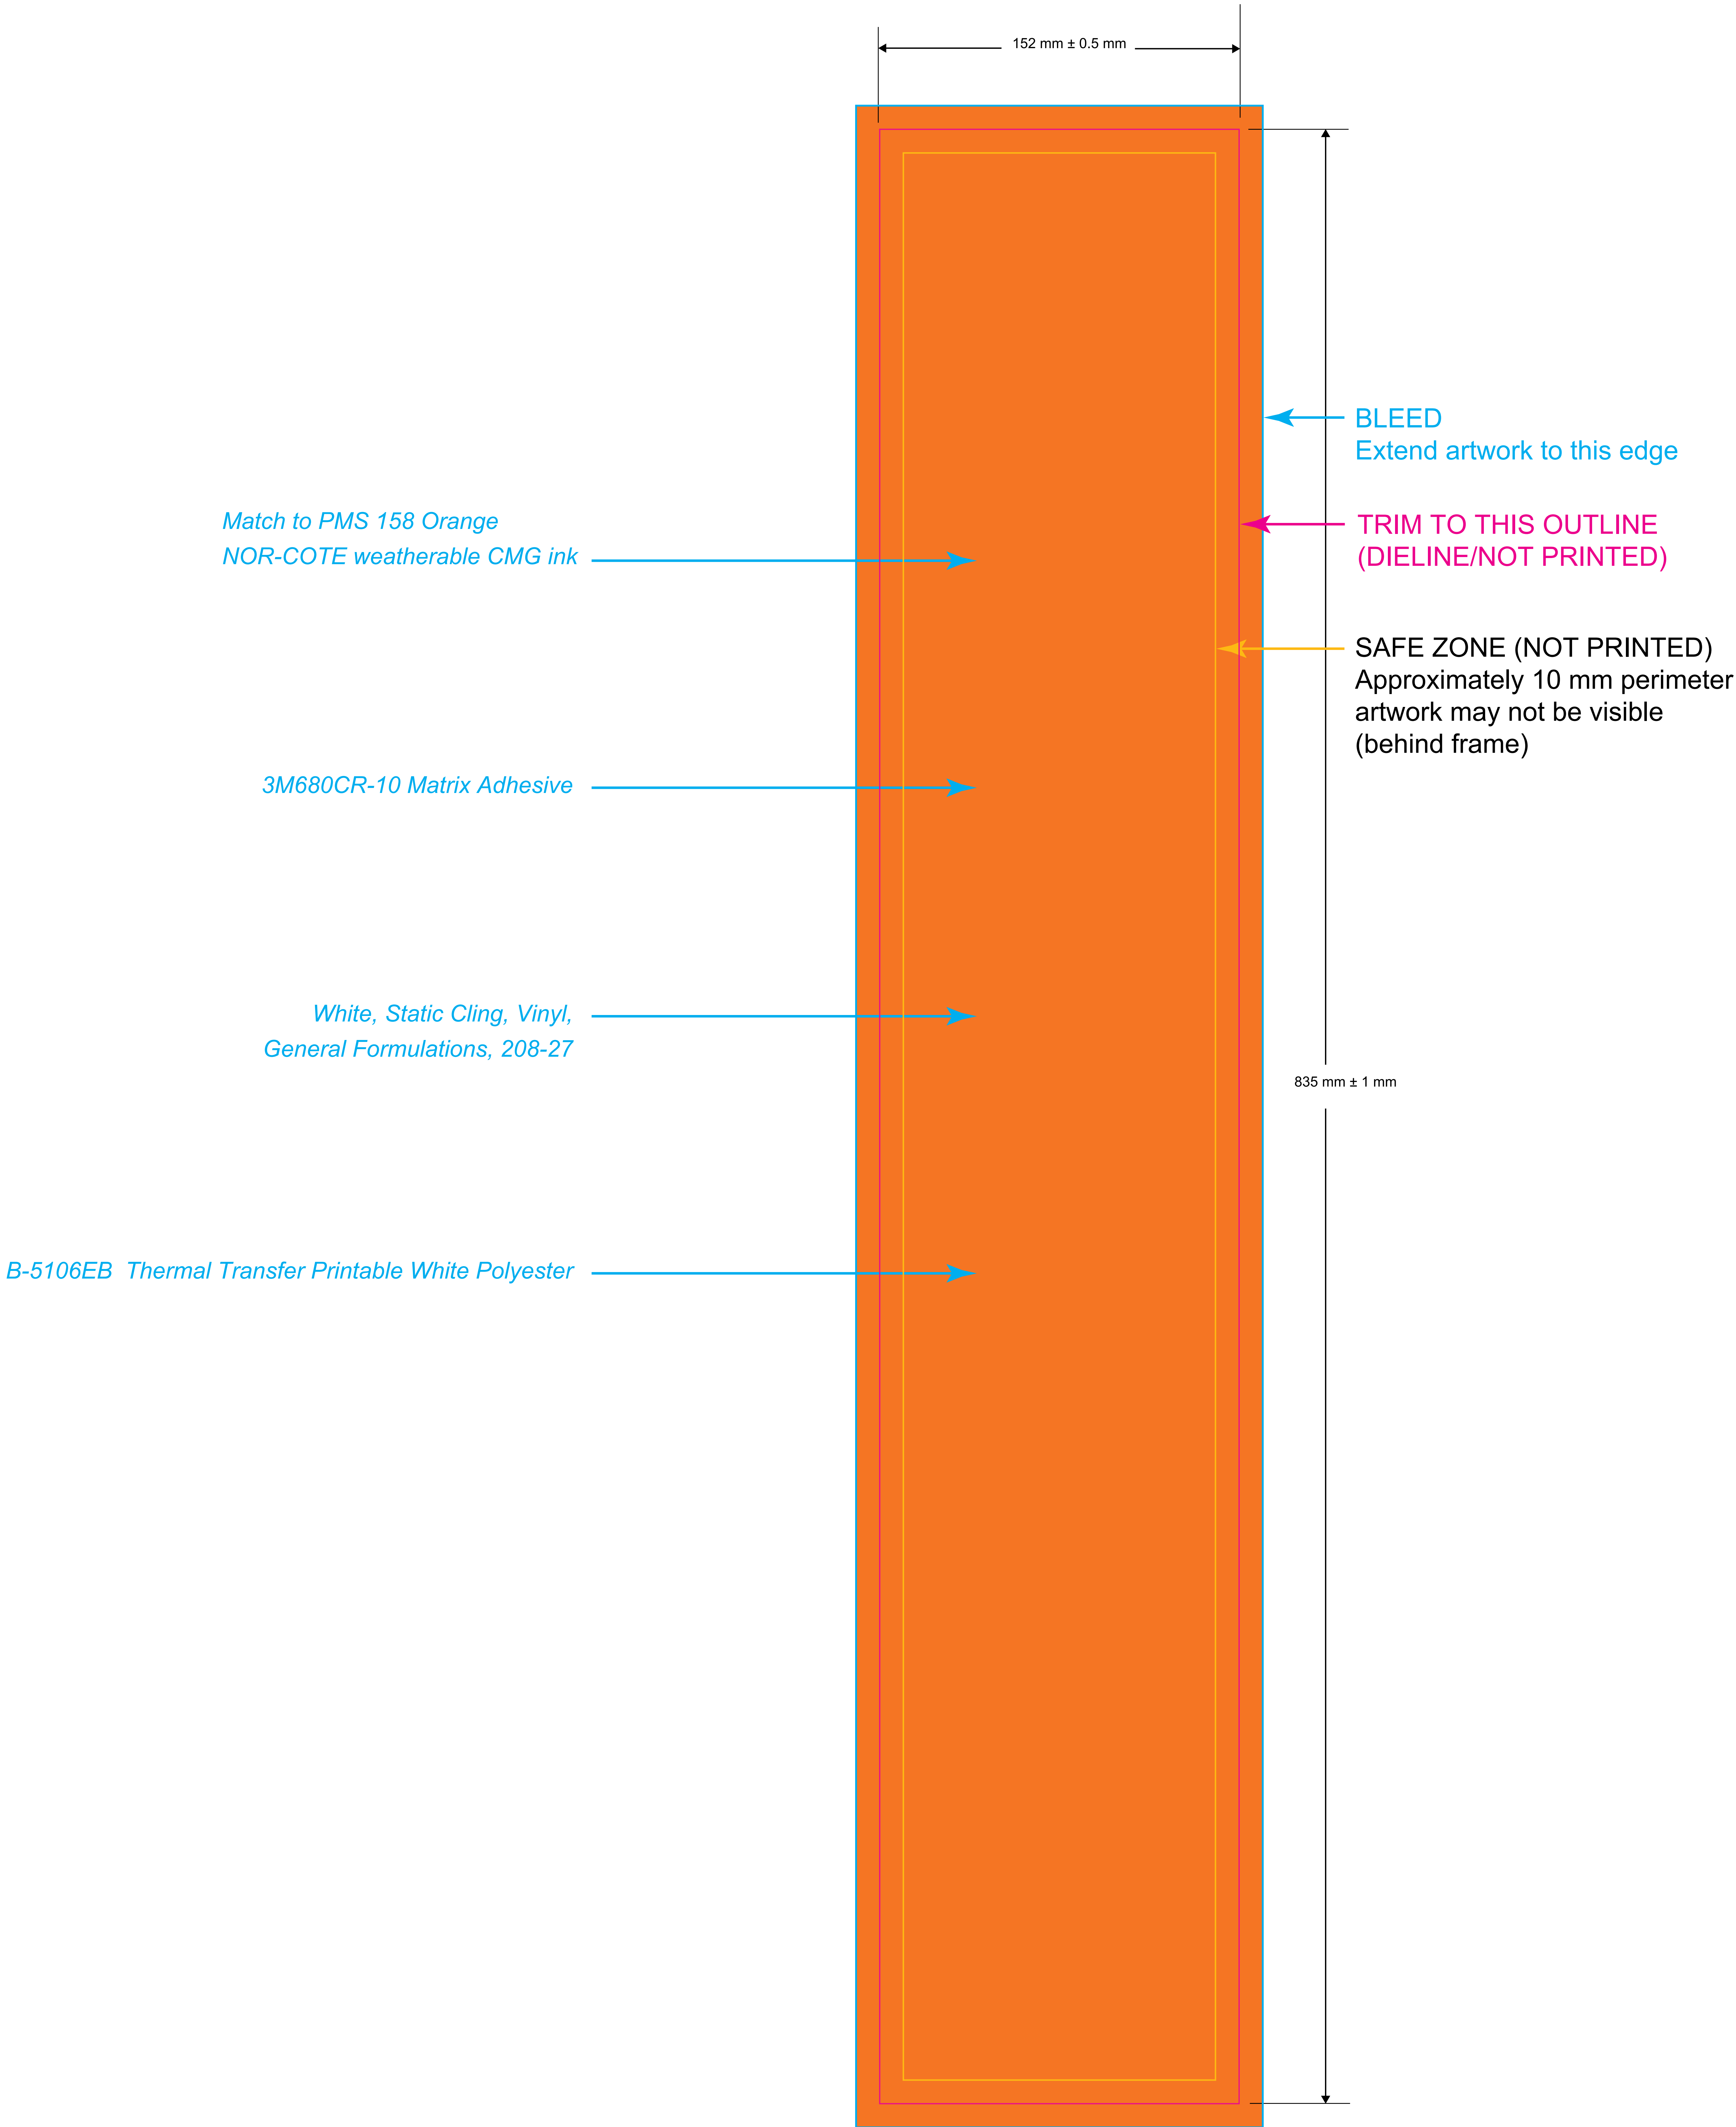 152 mm ± 0.5 mm
BLEED
Extend artwork to this edge
Match to PMS 158 Orange
NOR-COTE weatherable CMG ink
TRIM TO THIS OUTLINE
(DIELINE/NOT PRINTED)
SAFE ZONE (NOT PRINTED)
Approximately 10 mm perimeter
artwork may not be visible
(behind frame)
3M680CR-10 Matrix Adhesive
White, Static Cling, Vinyl,
General Formulations, 208-27
835 mm ± 1 mm
B-5106EB  Thermal Transfer Printable White Polyester